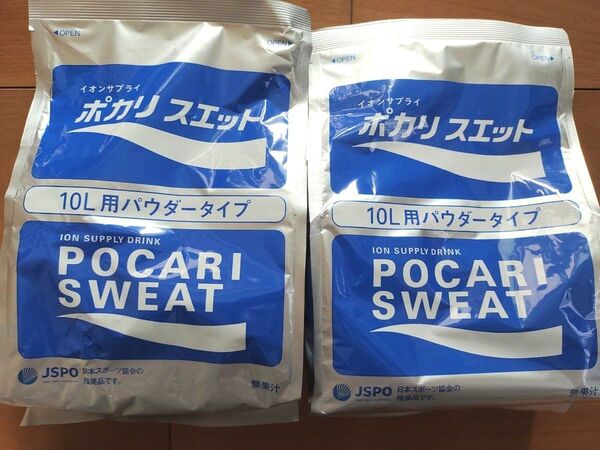 ◀OPEN
OPEN▶
イオンサプライ
ポカリ スエット
10L用パウダータイプ
ION SUPPLY DRINK
POCARI
SWEAT
JSPO
日本スポーツ協会の
推奨品です。
無果汁
◀OPEN
OPEN▶
イオンサプライ
ポカリ スエット
10L用パウダータイプ
ION SUPPLY DRINK
POCARI
SWEAT
JSPO
日本スポーツ協会の
推奨品です。
無果汁